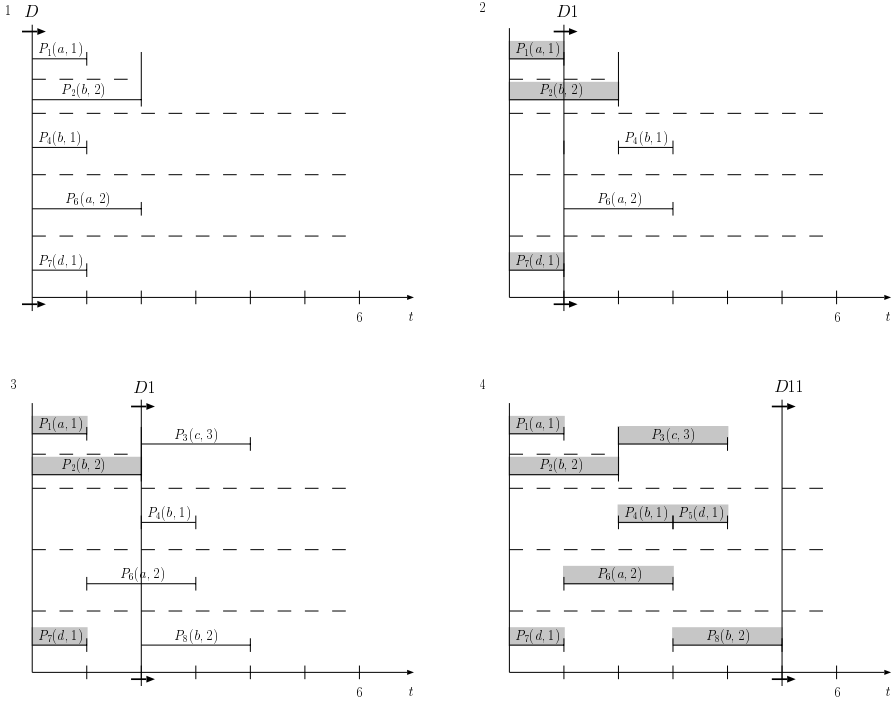 1 D
P1(a, 1)
P2(b, 2)
P4(b, 1)
P6(a, 2)
P7(d, 1)
6 t
2 D1
P1(a, 1)
P2(b, 2)
P4(b, 1)
P6(a, 2)
P7(d, 1)
6 t
3 D1
P1(a, 1)
P3(c, 3)
P2(b, 2)
P4(b, 1)
P6(a, 2)
P7(d, 1) P8(b, 2)
6 t
4 D11
P1(a, 1)
P3(c, 3)
P2(b, 2)
P4(b, 1) P5(d, 1)
P6(a, 2)
P7(d, 1) P8(b, 2)
6 t